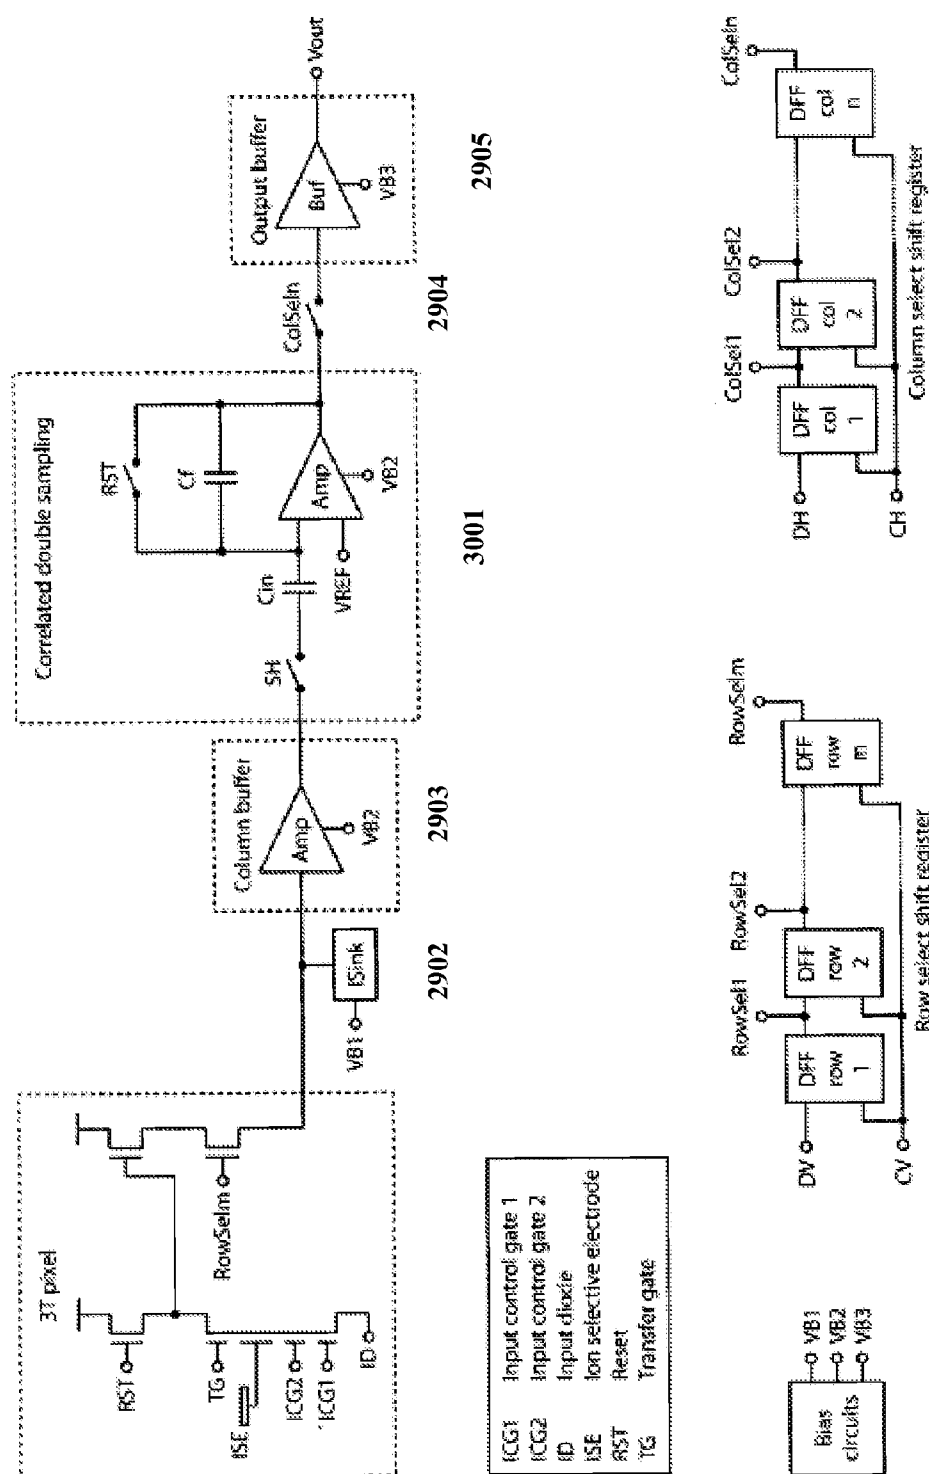 3T pixel
RST
TG
ISE
ICG2
ICG1
ID
RowSelm
VB1
ISink
2902
Column buffer
Amp
VB2
2903
Correlated double sampling
SH
Cin
VREF
RST
Cf
Amp
VB2
3001
ColSeln
2904
Output buffer
Buf
VB3
Vout
2905
ICG1 Input control gate 1
ICG2 Input control gate 2
ID Input diode
ISE Ion selective electrode
RST Reset
TG Transfer gate
Bias
circuits
VB1
VB2
VB3
DV
CV
DFF
row
1
RowSel1
DFF
row
2
RowSel2
DFF
row
m
RowSelm
Row select shift register
DH
CH
DFF
col
1
ColSel1
DFF
col
2
ColSel2
DFF
col
n
ColSeln
Column select shift register